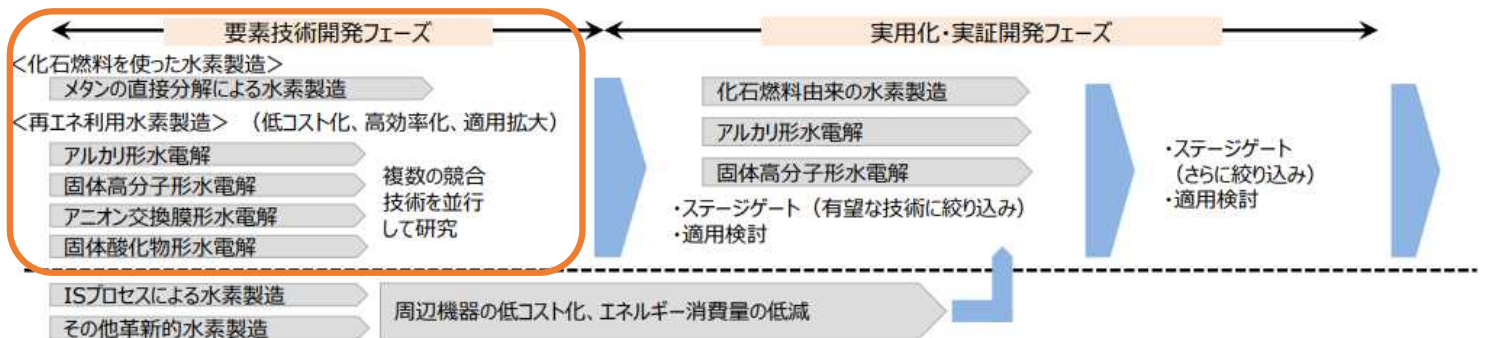 要素技術開発フェーズ
実用化・実証開発フェーズ
<化石燃料を使った水素製造>
メタンの直接分解による水素製造
<再エネ利用水素製造> (低コスト化、高効率化、適用拡大)
アルカリ形水電解
固体高分子形水電解
アニオン交換膜形水電解
固体酸化物形水電解
複数の競合
技術を並行
して研究
化石燃料由来の水素製造
アルカリ形水電解
固体高分子形水電解
・ステージゲート(有望な技術に絞り込み)
・適用検討
・ステージゲート
(さらに絞り込み)
・適用検討
ISプロセスによる水素製造
その他革新的水素製造
周辺機器の低コスト化、エネルギー消費量の低減